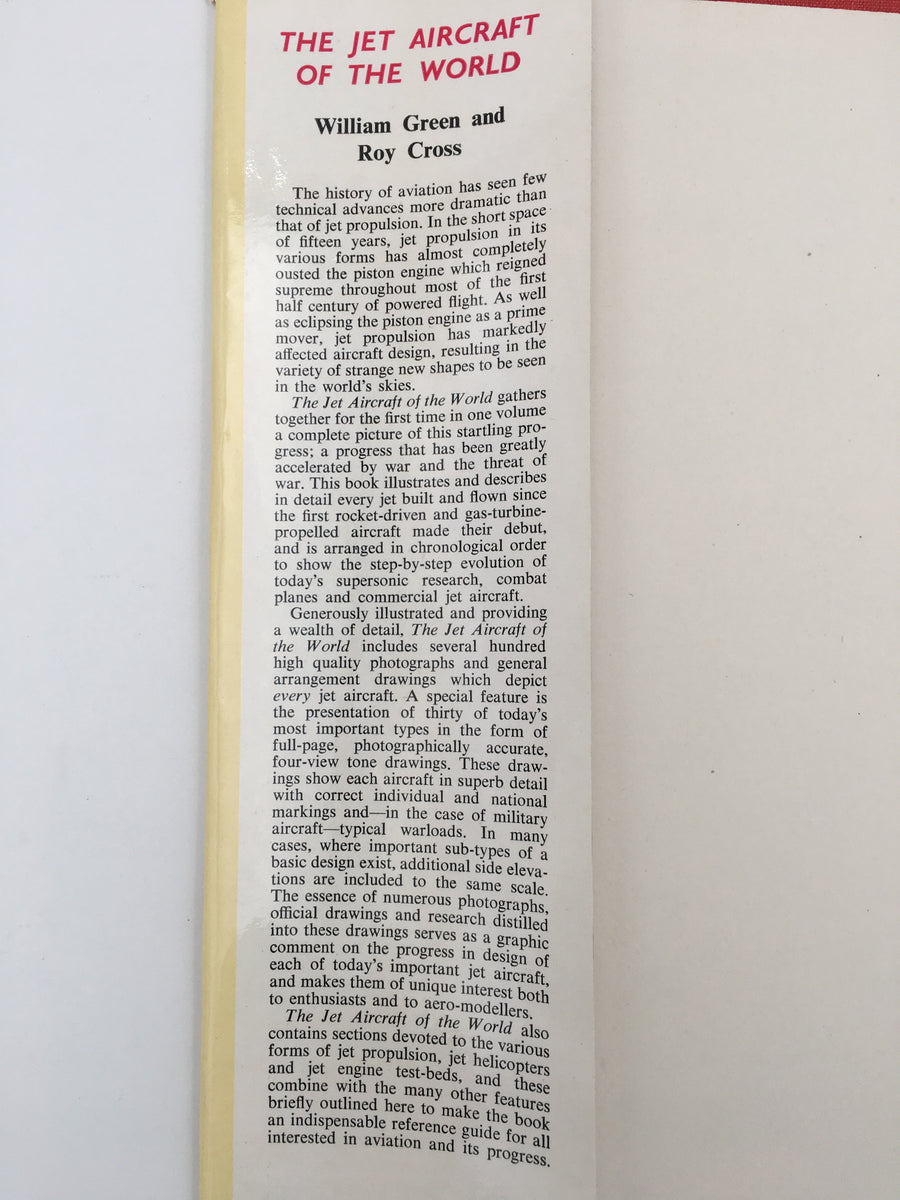 THE JET AIRCRAFT
OF THE WORLD
William Green and
Roy Cross
The history of aviation has seen few
technical advances more dramatic than
that of jet propulsion. In the short space
of fifteen years, jet propulsion in its
various forms has almost completely
ousted the piston engine which reigned
supreme throughout most of the first
half century of powered flight. As well
as eclipsing the piston engine as a prime
mover, jet propulsion has markedly
affected aircraft design, resulting in the
variety of strange new shapes to be seen
in the world's skies.
The Jet Aircraft of the World gathers
together for the first time in one volume
a complete picture of this startling pro-
gress; a progress that has been greatly
accelerated by war and the threat of
war. This book illustrates and describes
in detail every jet built and flown since
the first rocket-driven and gas-turbine-
propelled aircraft made their debut,
and is arranged in chronological order
to show the step-by-step evolution of
today's supersonic research, combat
planes and commercial jet aircraft.
Generously illustrated and providing
a wealth of detail, The Jet Aircraft of
the World includes several hundred
high quality photographs and general
arrangement drawings which depict
every jet aircraft. A special feature is
the presentation of thirty of today's
most important types in the form of
full-page, photographically accurate,
four-view tone drawings. These draw-
ings show each aircraft in superb detail
with correct individual and national
markings and—in the case of military
aircraft—typical warloads. In many
cases, where important sub-types of a
basic design exist, additional side eleva-
tions are included to the same scale.
The essence of numerous photographs,
official drawings and research distilled
into these drawings serves as a graphic
comment on the progress in design of
each of today's important jet aircraft,
and makes them of unique interest both
to enthusiasts and to aero-modellers.
The Jet Aircraft of the World also
contains sections devoted to the various
forms of jet propulsion, jet helicopters
and jet engine test-beds, and these
combine with the many other features
briefly outlined here to make the book
an indispensable reference guide for all
interested in aviation and its progress.